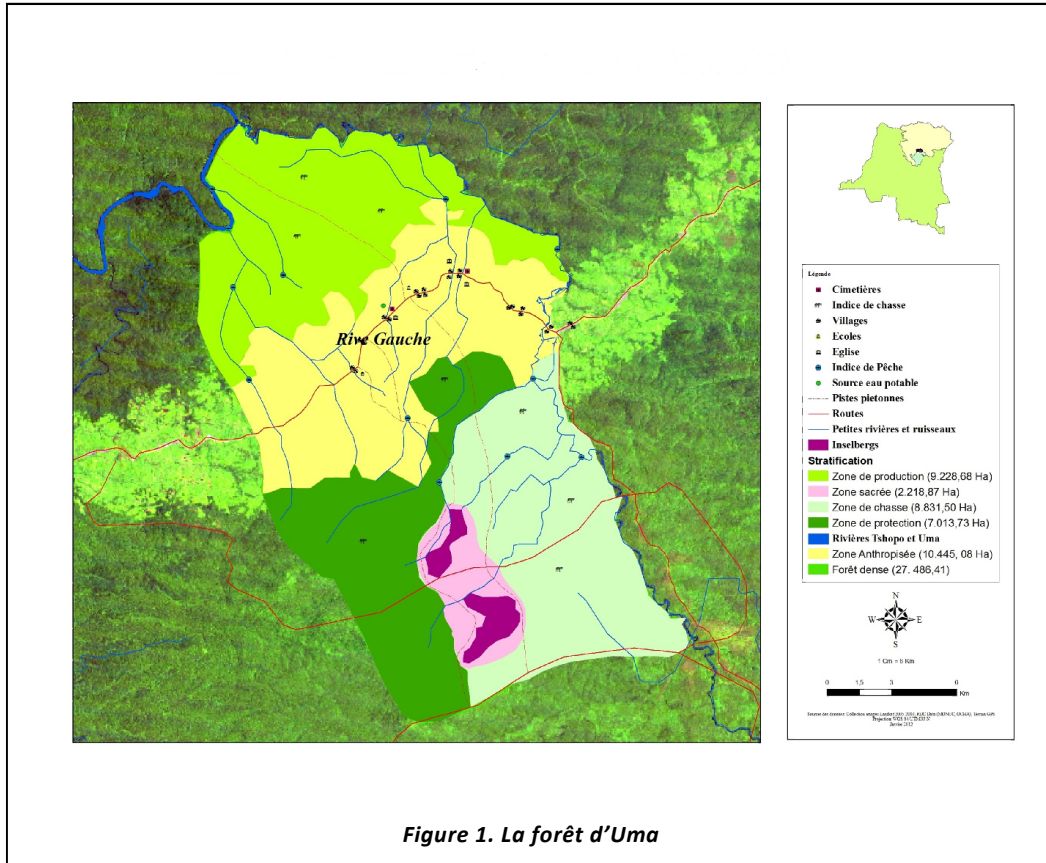 Rive Gauche
Légende
Cimetières
Indice de chasse
Villages
Ecoles
Eglise
Indice de Pêche
Source eau potable
Pistes pietonnes
Routes
Petites rivières et ruisseaux
Inselbergs
Stratification
Zone de production (9.228,68 Ha)
Zone sacrée (2.218,87 Ha)
Zone de chasse (8.831,50 Ha)
Zone de protection (7.013,73 Ha)
Rivières Tshopo et Uma
Zone Anthropisée (10.445, 08 Ha)
Forêt dense (27. 486,41)
N
W E
S
1 Cm = 6 Km
0 1,5 3 6
Km
Janvier 2012
Figure 1. La forêt d’Uma